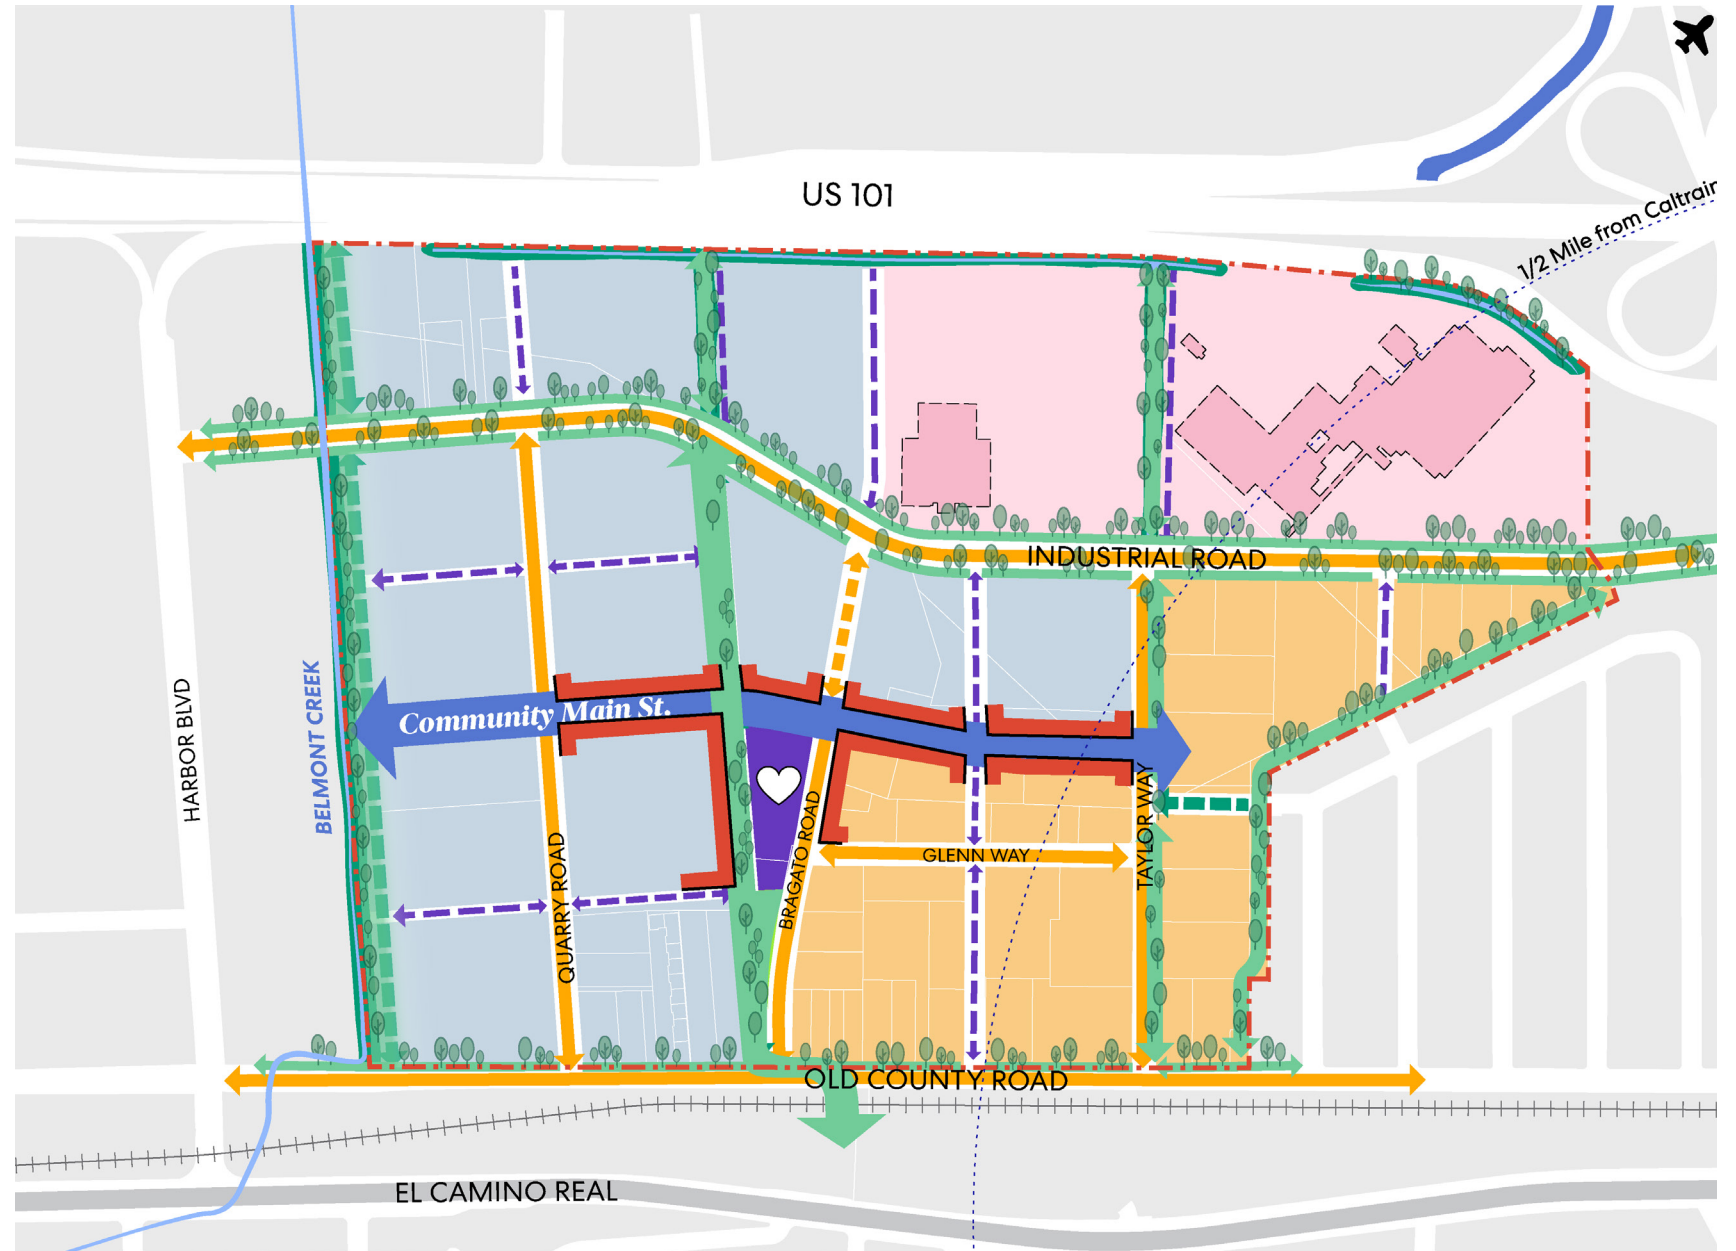 US 101
1/2 Mile from Caltrain
INDUSTRIAL ROAD
HARBOR BLVD
BELMONT CREEK
Community Main St.
QUARRY ROAD
BRAGATO ROAD
GLENN WAY
TAYLOR WAY
OLD COUNTY ROAD
EL CAMINO REAL